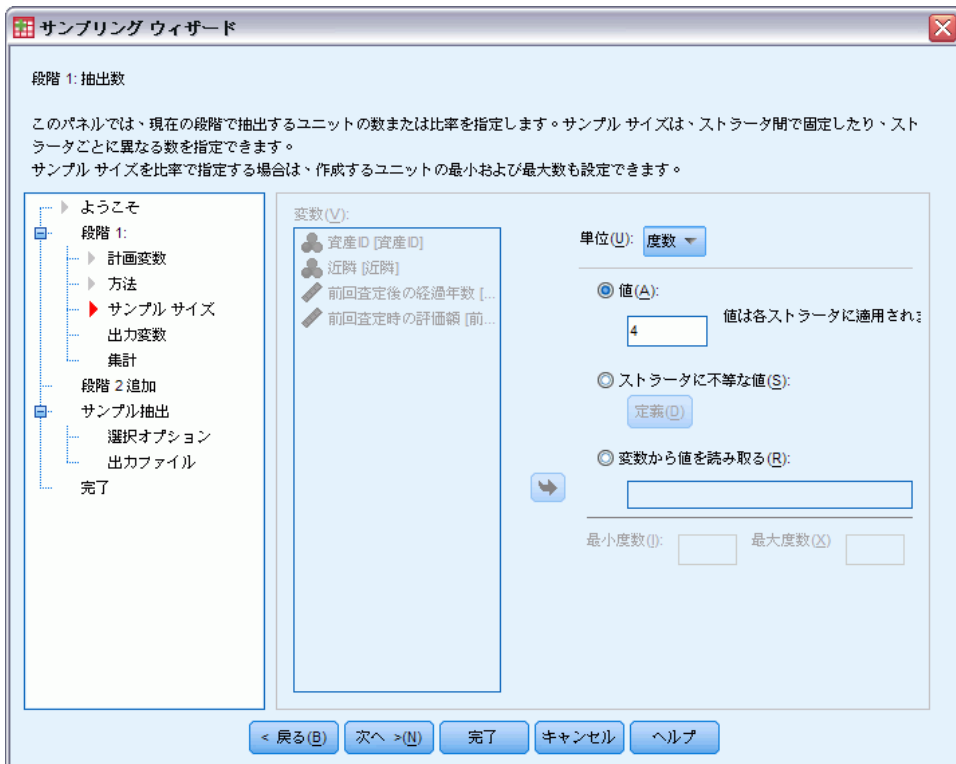 サンプリング ウィザード
段階 1: 抽出数
このパネルでは、現在の段階で抽出するユニットの数または比率を指定します。サンプル サイズは、ストラータ間で固定したり、スト
ラータごとに異なる数を指定できます。
サンプル サイズを比率で指定する場合は、作成するユニットの最小および最大数も設定できます。
ようこそ
段階 1:
計画変数
方法
サンプル サイズ
出力変数
集計
段階 2 追加
サンプル抽出
選択オプション
出力ファイル
完了
変数(V):
資産ID [資産ID]
近隣 [近隣]
前回査定後の経過年数 [...
前回査定時の評価額 [前...
単位(U): 度数
値(A):
4
値は各ストラータに適用されま
ストラータに不等な値(S):
定義(D)
変数から値を読み取る(R):
最小度数(I): 最大度数(X)
< 戻る(B) 次へ >(N) 完了 キャンセル ヘルプ